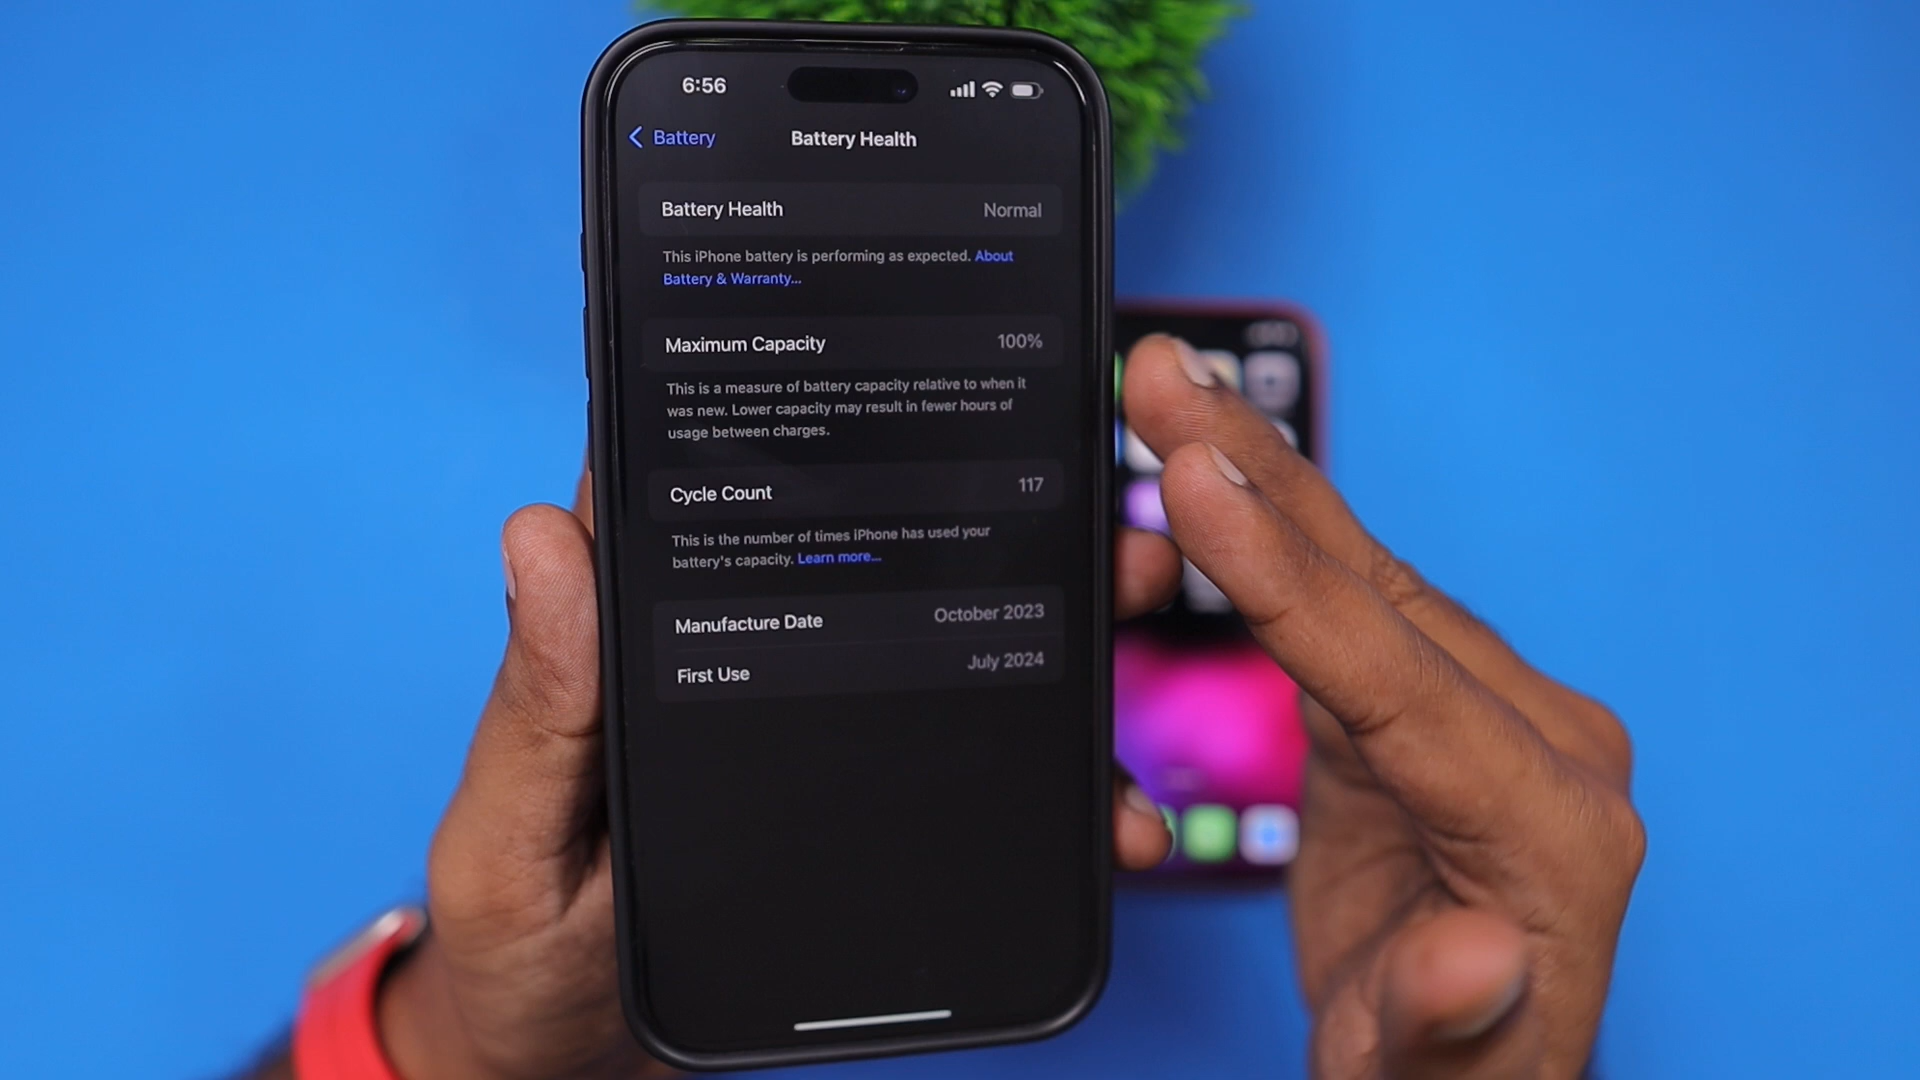 6:56
Battery
Battery Health
Battery Health Normal
This iPhone battery is performing as expected. About
Battery & Warranty...
Maximum Capacity 100%
This is a measure of battery capacity relative to when it
was new. Lower capacity may result in fewer hours of
usage between charges.
Cycle Count 117
This is the number of times iPhone has used your
battery's capacity. Learn more...
Manufacture Date October 2023
First Use July 2024